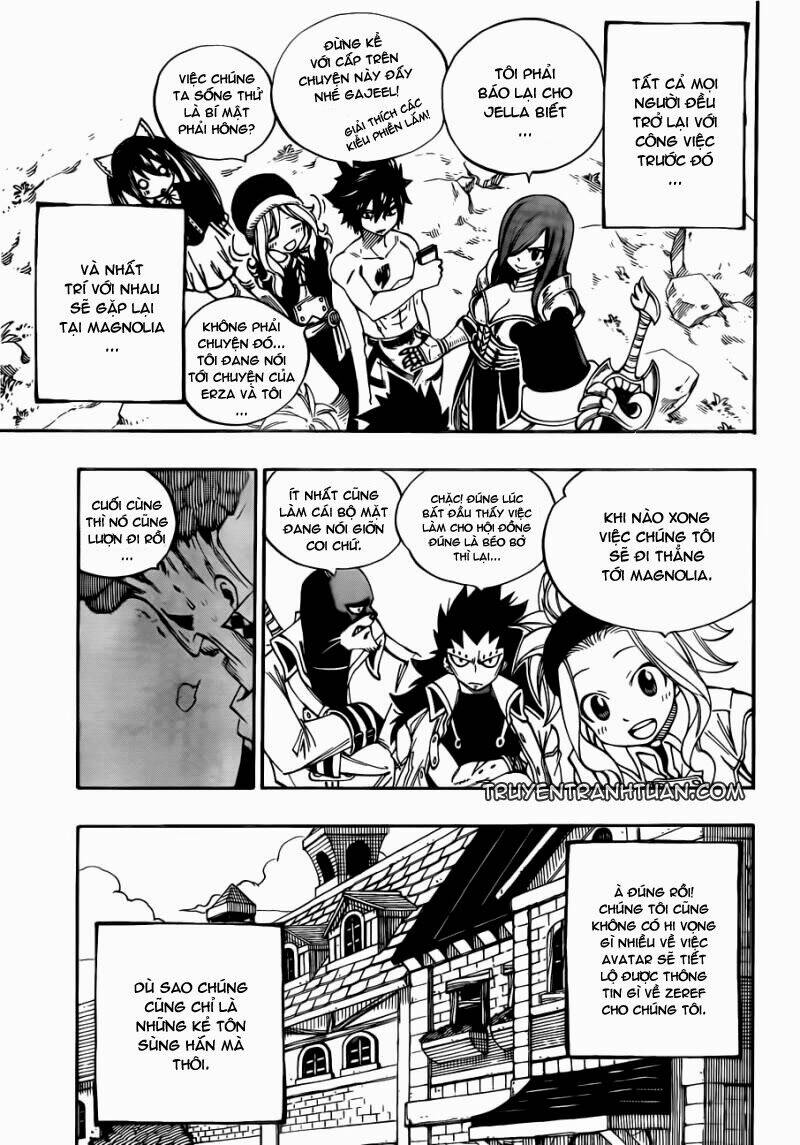 TẤT CẢ MỌI
NGƯỜI ĐỀU
TRỞ LẠI VỚI
CÔNG VIỆC
TRƯỚC ĐÓ
...
TÔI PHẢI
BÁO LẠI CHO
JELLA BIẾT
...
ĐỪNG KỂ
VỚI CẤP TRÊN
CHUYỆN NÀY ĐẤY
NHÉ GAJEEL!
GIẢI THÍCH CÁC
KIỂU PHIỀN LẮM!
VIỆC CHÚNG
TA SỐNG THỬ
LÀ BÍ MẬT
PHẢI HÔNG?
KHÔNG PHẢI
CHUYỆN ĐÓ...
TÔI ĐANG NÓI
TỚI CHUYỆN CỦA
ERZA VÀ TÔI
...
VÀ NHẤT
TRÍ VỚI NHAU
SẼ GẶP LẠI
TẠI MAGNOLIA
...
KHI NÀO XONG
VIỆC CHÚNG TÔI
SẼ ĐI THẲNG
TỚI MAGNOLIA.
CHẶC! ĐÚNG LÚC
BẮT ĐẦU THẤY VIỆC
LÀM CHO HỘI ĐỒNG
ĐÚNG LÀ BÉO BỞ
THÌ LẠI...
ÍT NHẤT CŨNG
LÀM CÁI BỘ MẶT
ĐANG NÓI GIỠN
COI CHỨ.
CUỐI CÙNG
THÌ NÓ CŨNG
LƯỢN ĐI RỒI
...
TRUYENTRANHTUAN.COM
À ĐÚNG RỒI!
CHÚNG TÔI CŨNG
KHÔNG CÓ HI VỌNG
GÌ NHIỀU VỀ VIỆC
AVATAR SẼ TIẾT
LỘ ĐƯỢC THÔNG
TIN GÌ VỀ ZEREF
CHO CHÚNG TÔI.
DÙ SAO CHÚNG
CŨNG CHỈ LÀ
NHỮNG KẺ TÔN
SÙNG HẮN MÀ
THÔI.